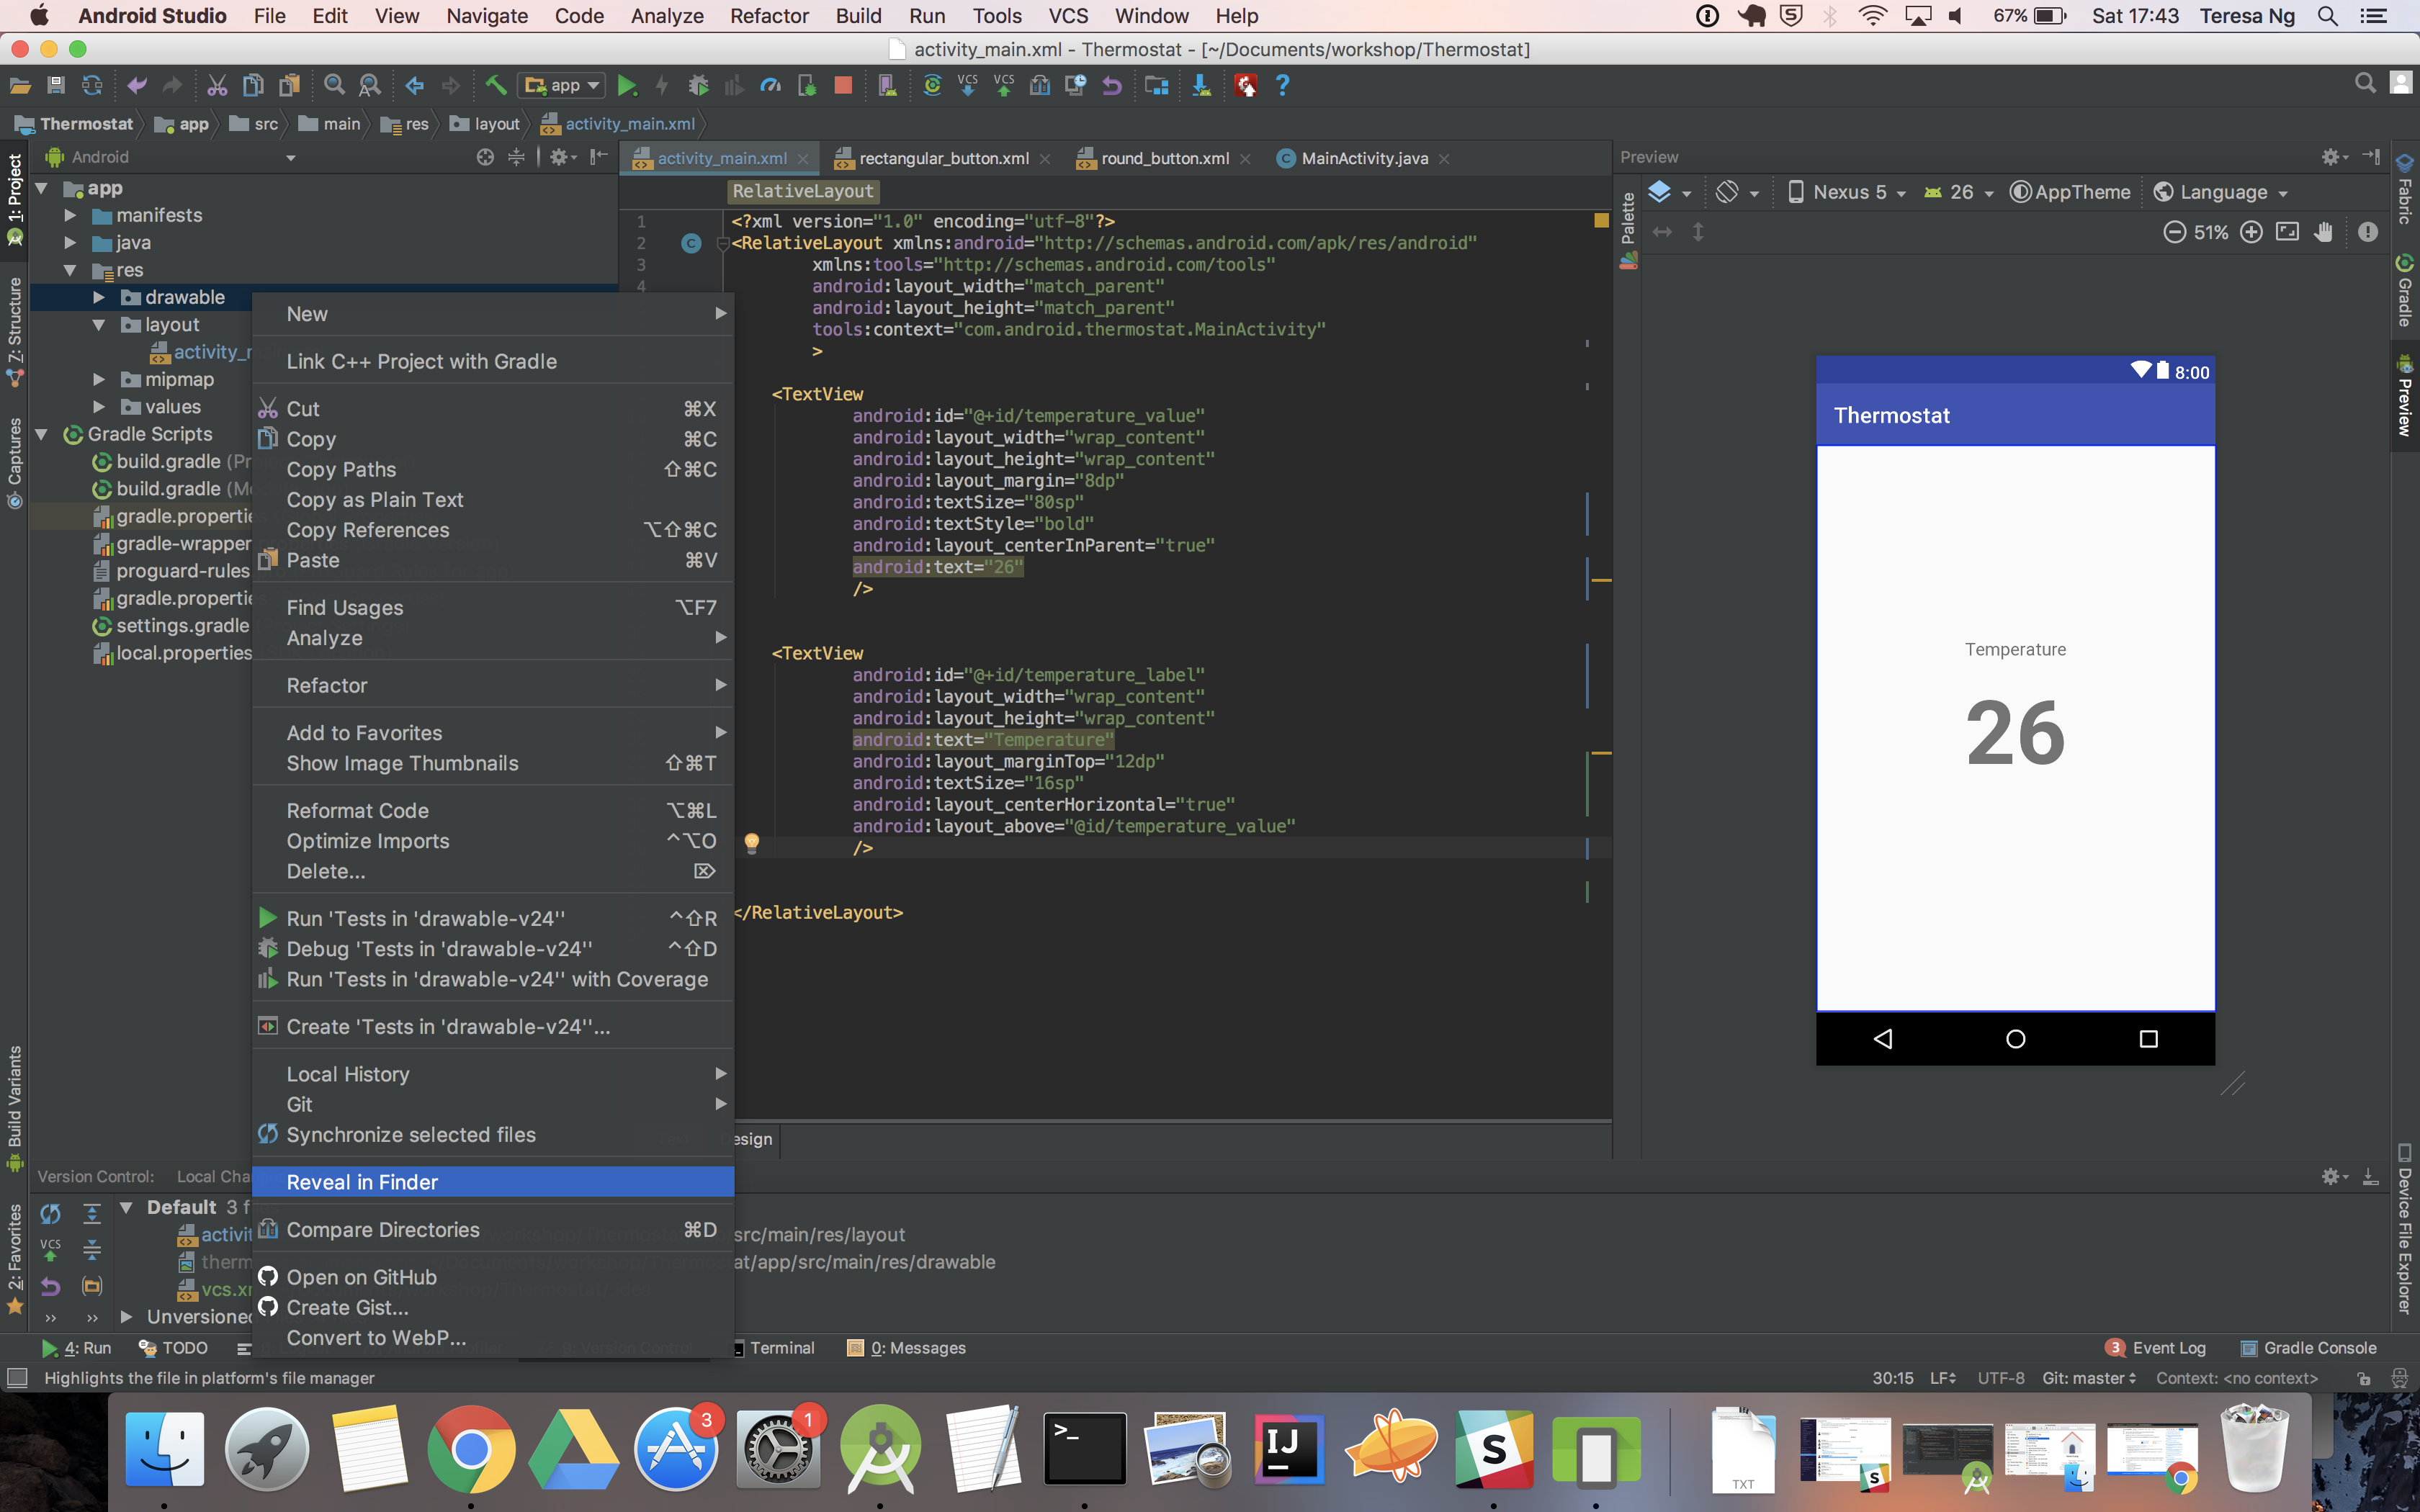 Android Studio File Edit View Navigate Code Analyze Refactor Build Run Tools VCS Window Help 67% Sat 17:43 Teresa Ng
activity_main.xml - Thermostat - [~/Documents/workshop/Thermostat]
app VCS VCS
Thermostat app src main res layout activity_main.xml
1: Project
7: Structure
Captures
Build Variants
2: Favorites
Android
app
manifests
java
res
drawable
layout
mipmap
values
Gradle Scripts
build.gradle
build.gradle
proguard-rules
settings.gradle
local.properties
New
Link C++ Project with Gradle
Cut ⌘X
Copy ⌘C
Copy Paths ⇧⌘C
Copy as Plain Text
Copy References ⌥⇧⌘C
Paste ⌘V
Find Usages ⌥F7
Analyze
Refactor
Add to Favorites
Show Image Thumbnails ⇧⌘T
Reformat Code ⌥⌘L
Optimize Imports ^⌥O
Delete... ⌦
Run 'Tests in 'drawable-v24'' ^⇧R
Debug 'Tests in 'drawable-v24'' ^⇧D
Run 'Tests in 'drawable-v24'' with Coverage
Create 'Tests in 'drawable-v24''...
Local History
Git
Synchronize selected files
Reveal in Finder
Compare Directories ⌘D
Open on GitHub
Create Gist...
Convert to WebP...
activity_main.xml rectangular_button.xml round_button.xml MainActivity.java
RelativeLayout
1 <?xml version="1.0" encoding="utf-8"?>
2 <RelativeLayout xmlns:android="http://schemas.android.com/apk/res/android"
3 xmlns:tools="http://schemas.android.com/tools"
4 android:layout_width="match_parent"
android:layout_height="match_parent"
tools:context="com.android.thermostat.MainActivity"
>
<TextView
android:id="@+id/temperature_value"
android:layout_width="wrap_content"
android:layout_height="wrap_content"
android:layout_margin="8dp"
android:textSize="80sp"
android:textStyle="bold"
android:layout_centerInParent="true"
android:text="26"
/>
<TextView
android:id="@+id/temperature_label"
android:layout_width="wrap_content"
android:layout_height="wrap_content"
android:text="Temperature"
android:layout_marginTop="12dp"
android:textSize="16sp"
android:layout_centerHorizontal="true"
android:layout_above="@id/temperature_value"
/>
</RelativeLayout>
Preview
Palette
Nexus 5 26 AppTheme Language
51%
8:00
Thermostat
Temperature
26
Fabric
Gradle
Preview
Device File Explorer
Version Control:
Default
src/main/res/layout
at/app/src/main/res/drawable
VCS
4: Run TODO Terminal 0: Messages 3 Event Log Gradle Console
Highlights the file in platform's file manager 30:15 LF UTF-8 Git: master Context: <no context>
3 1 >_ IJ S TXT S